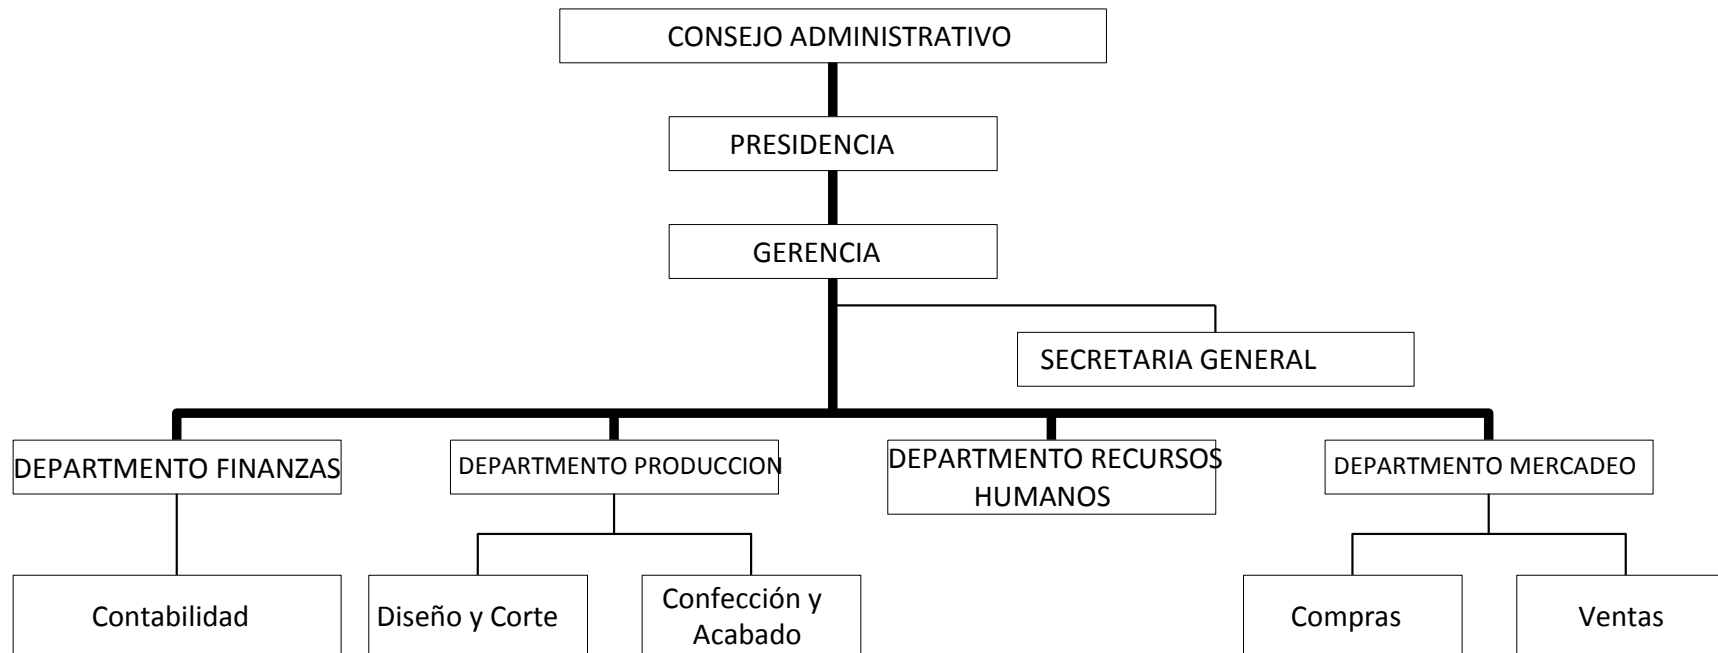 CONSEJO ADMINISTRATIVO
PRESIDENCIA
GERENCIA
SECRETARIA GENERAL
DEPARTMENTO FINANZAS
DEPARTMENTO PRODUCCION
DEPARTMENTO RECURSOS
HUMANOS
DEPARTMENTO MERCADEO
Contabilidad
Diseño y Corte
Confección y
Acabado
Compras
Ventas